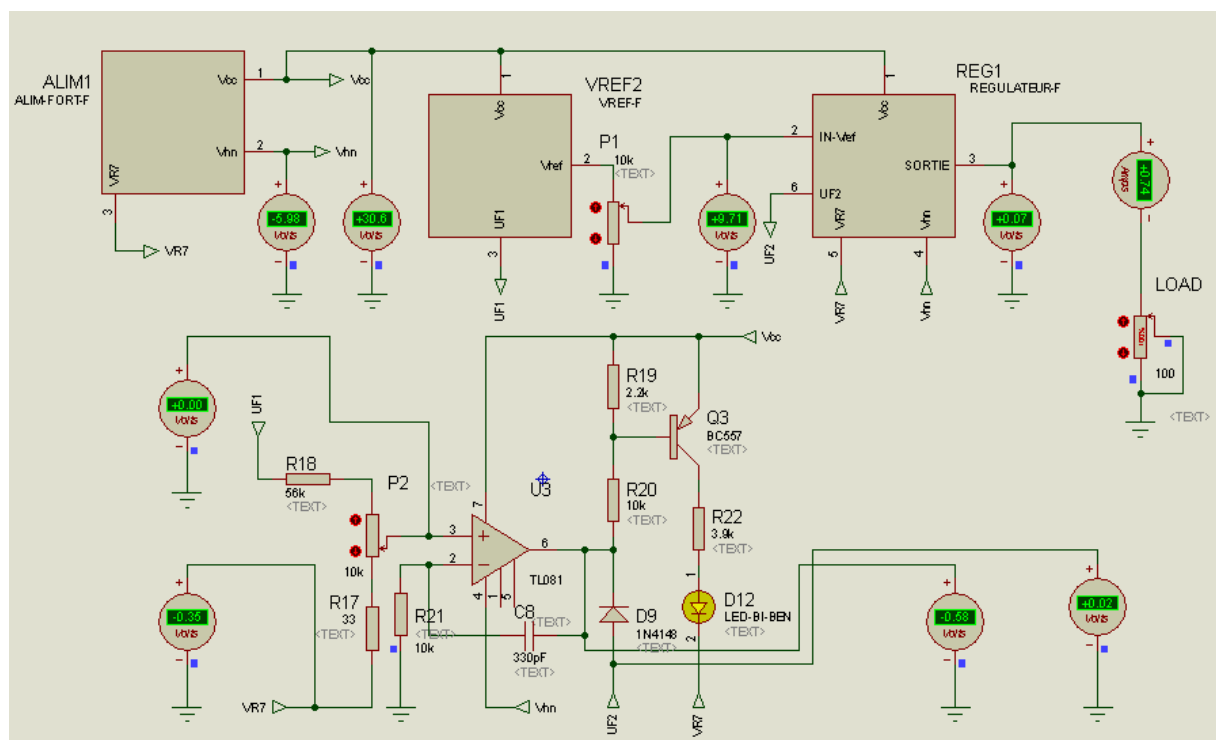 ALIM1
ALIM-FORT-F
Vcc
1
Vcc
Vhn
2
Vhn
VR7
3
VR7
-5.98
Volts
+30.6
Volts
VREF2
VREF-F
1
Vcc
Vref
2
UF1
3
UF1
P1
10k
<TEXT>
+9.71
Volts
REG1
REGULATEUR-F
1
Vcc
2
IN-Vref
SORTIE
3
6
UF2
UF2
VR7
5
VR7
Vhn
4
Vhn
+0.07
Volts
+0.74
Amps
LOAD
100
<TEXT>
+0.00
Volts
UF1
R18
56k
<TEXT>
P2
10k
<TEXT>
-0.35
Volts
R17
33
<TEXT>
VR7
R21
10k
<TEXT>
U3
3
2
6
7
4
1
5
TL081
C8
330pF
<TEXT>
<TEXT>
Vhn
Vcc
R19
2.2k
<TEXT>
R20
10k
<TEXT>
Q3
BC557
<TEXT>
R22
3.9k
<TEXT>
D9
1N4148
<TEXT>
1
D12
LED-BI-BEN
<TEXT>
2
UF2
VR7
-0.58
Volts
+0.02
Volts